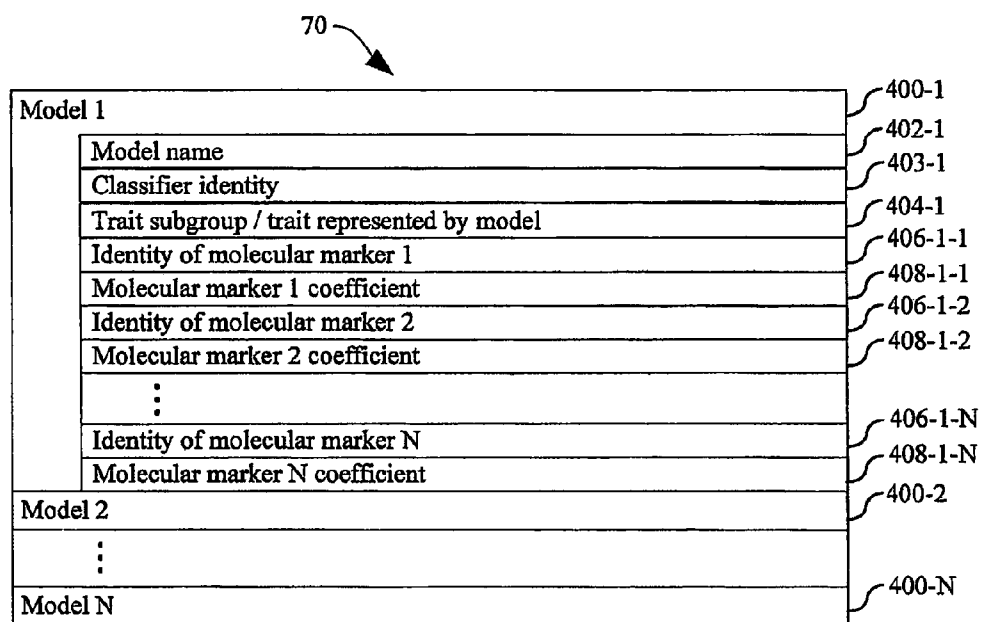 70
Model 1 400-1
Model name 402-1
Classifier identity 403-1
Trait subgroup / trait represented by model 404-1
Identity of molecular marker 1 406-1-1
Molecular marker 1 coefficient 408-1-1
Identity of molecular marker 2 406-1-2
Molecular marker 2 coefficient 408-1-2
Identity of molecular marker N 406-1-N
Molecular marker N coefficient 408-1-N
Model 2 400-2
Model N 400-N